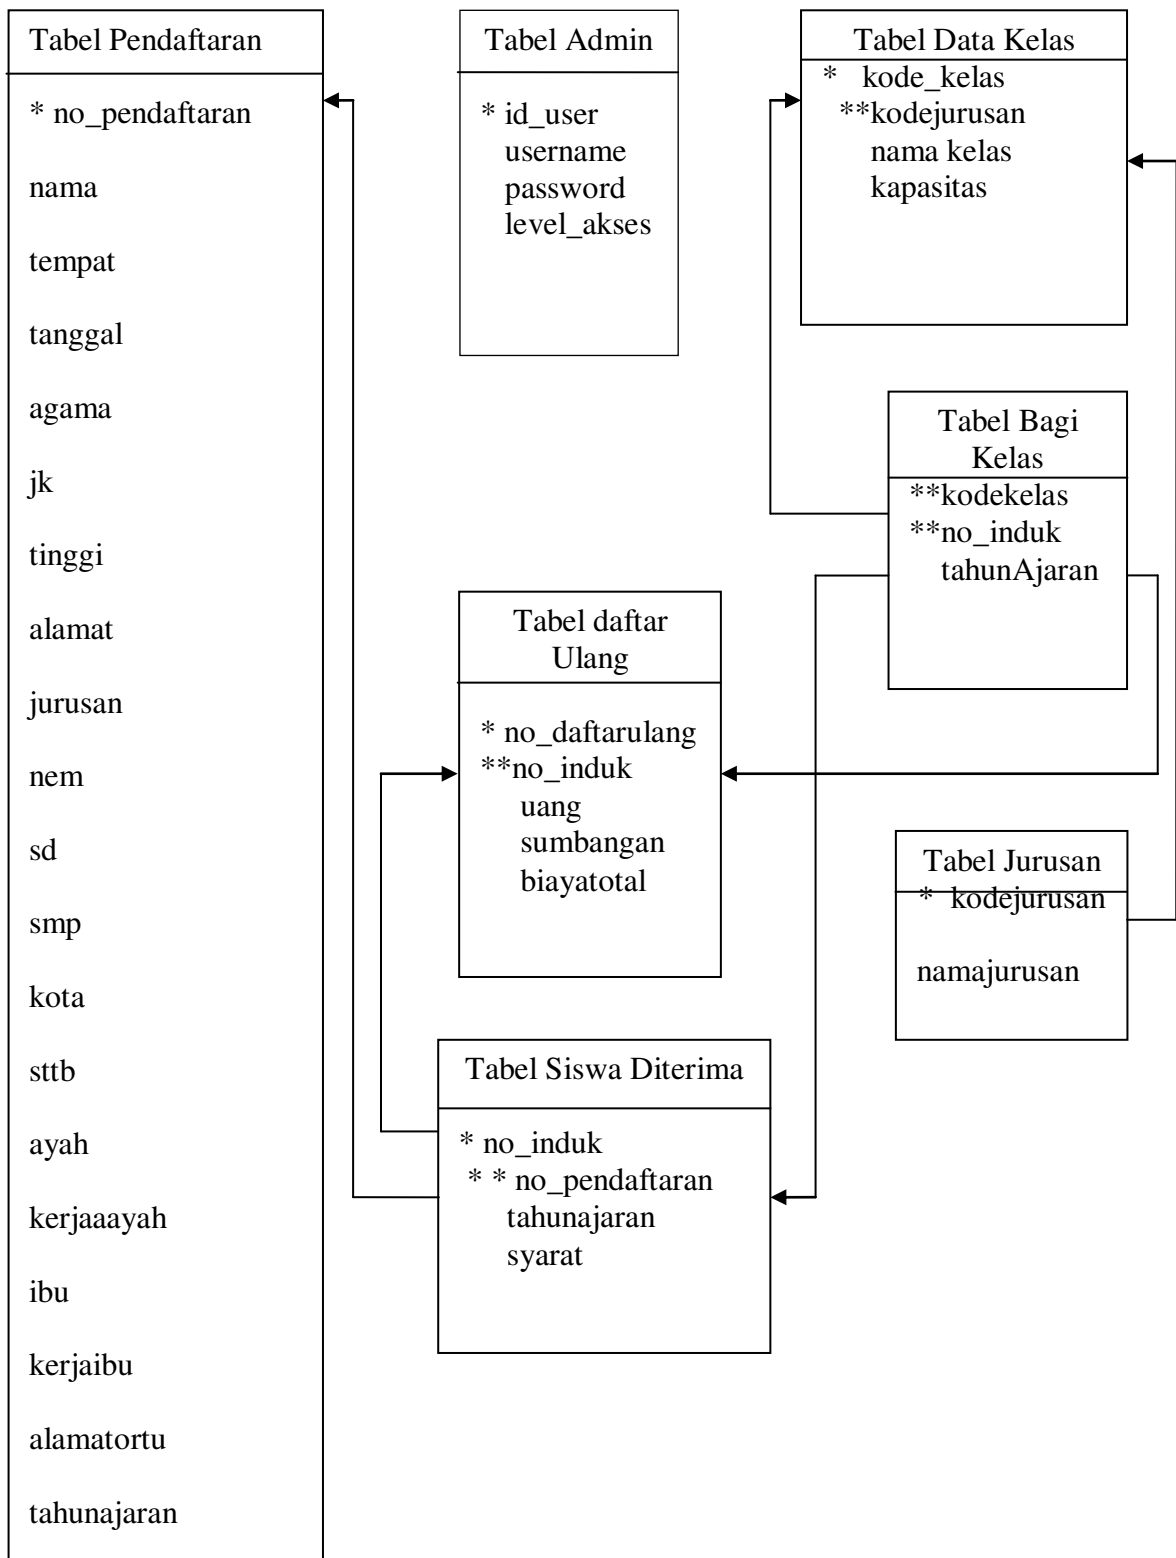 Tabel Pendaftaran
* no_pendaftaran
nama
tempat
tanggal
agama
jk
tinggi
alamat
jurusan
nem
sd
smp
kota
sttb
ayah
kerjaaayah
ibu
kerjaibu
alamatortu
tahunajaran
Tabel Admin
* id_user
username
password
level_akses
Tabel Data Kelas
* kode_kelas
**kodejurusan
nama kelas
kapasitas
Tabel Bagi
Kelas
**kodekelas
**no_induk
tahunAjaran
Tabel daftar
Ulang
* no_daftarulang
**no_induk
uang
sumbangan
biayatotal
Tabel Jurusan
* kodejurusan
namajurusan
Tabel Siswa Diterima
* no_induk
* * no_pendaftaran
tahunajaran
syarat